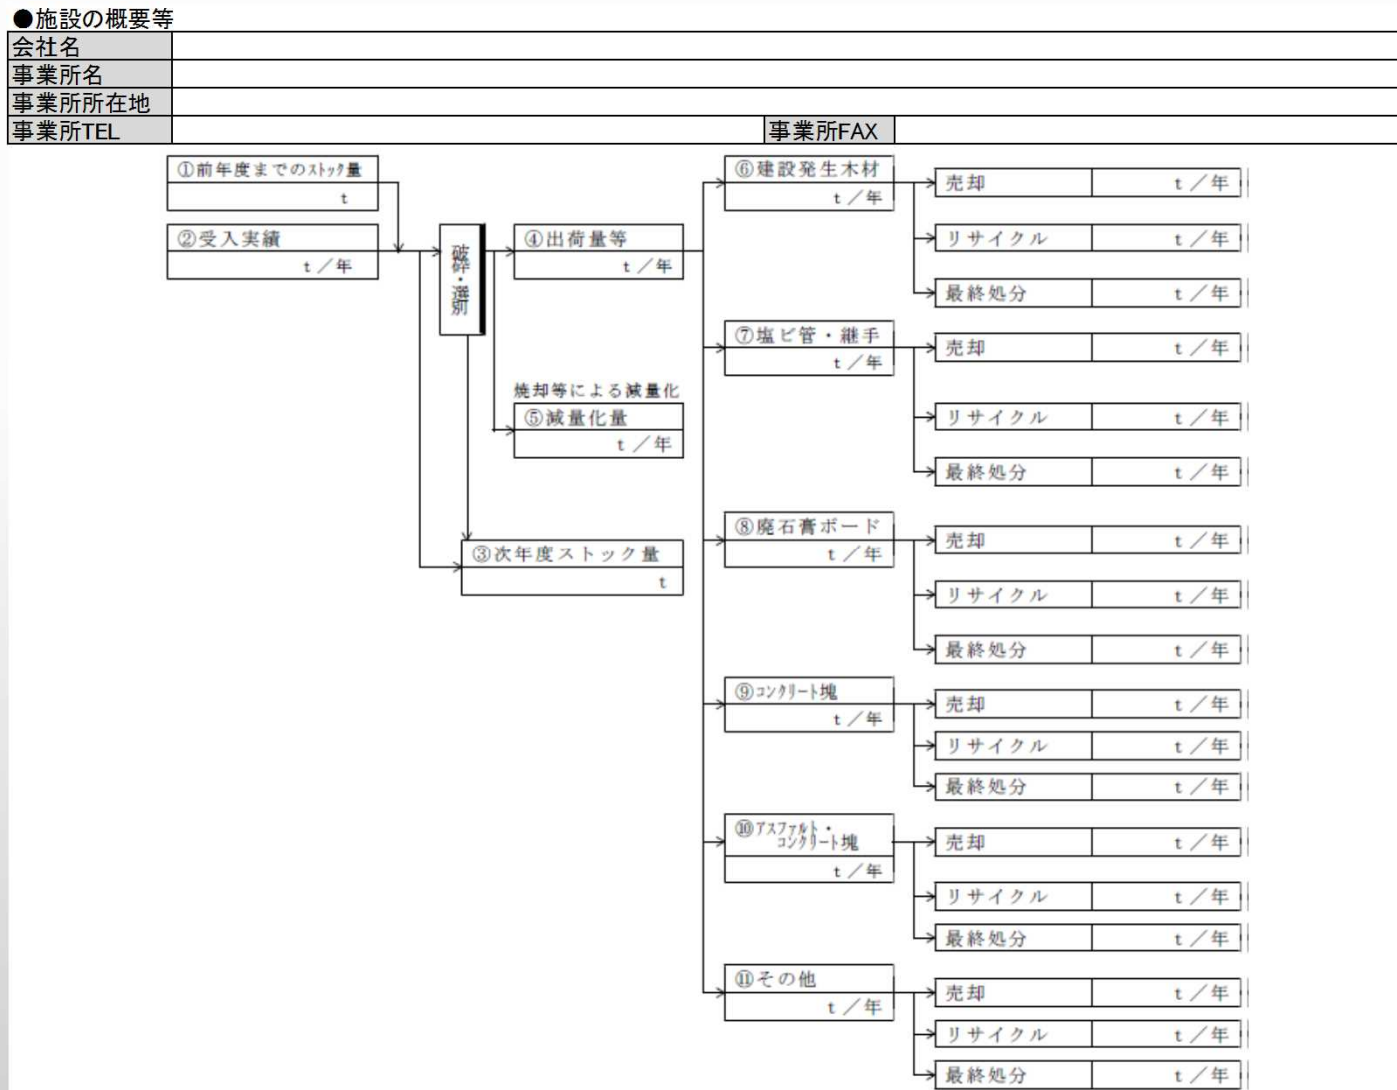 ●施設の概要等
会社名
事業所名
事業所所在地
事業所TEL
事業所FAX
①前年度までのストック量
t
②受入実績
t／年
破砕・選別
④出荷量等
t／年
焼却等による減量化
⑤減量化量
t／年
③次年度ストック量
t
⑥建設発生木材
t／年
売却 t／年
リサイクル t／年
最終処分 t／年
⑦塩ビ管・継手
t／年
売却 t／年
リサイクル t／年
最終処分 t／年
⑧廃石膏ボード
t／年
売却 t／年
リサイクル t／年
最終処分 t／年
⑨コンクリート塊
t／年
売却 t／年
リサイクル t／年
最終処分 t／年
⑩アスファルト・
コンクリート塊
t／年
売却 t／年
リサイクル t／年
最終処分 t／年
⑪その他
t／年
売却 t／年
リサイクル t／年
最終処分 t／年